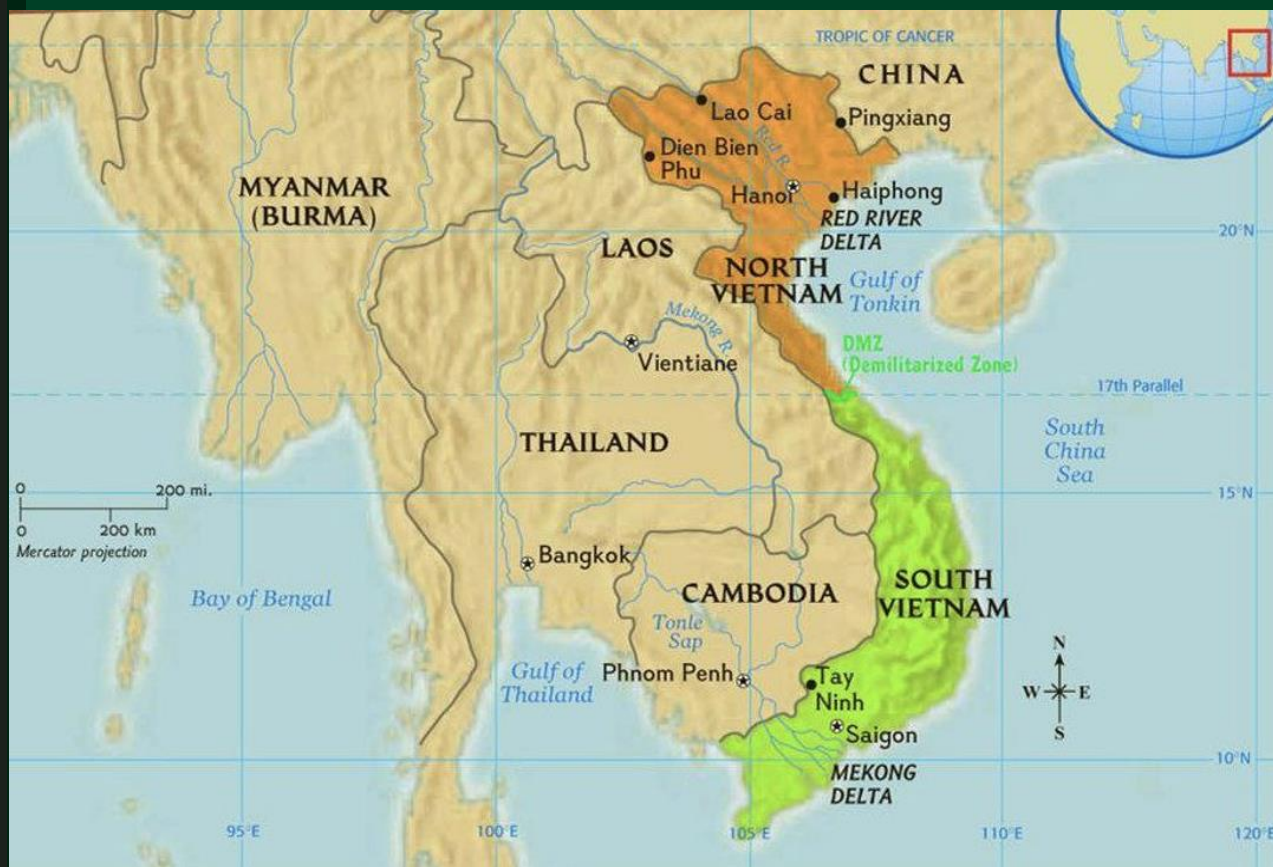 TROPIC OF CANCER
CHINA
Lao Cai
Pingxiang
Red R.
Dien Bien
Phu
MYANMAR
(BURMA)
Hanoi
Haiphong
RED RIVER
DELTA
20°N
LAOS
NORTH
VIETNAM
Gulf of
Tonkin
Mekong R.
DMZ
(Demilitarized Zone)
Vientiane
17th Parallel
THAILAND
South
China
Sea
0
200 mi.
0
200 km
Mercator projection
15°N
Bangkok
CAMBODIA
SOUTH
VIETNAM
Bay of Bengal
Tonle
Sap
Gulf of
Thailand
Phnom Penh
Tay
Ninh
N
W
E
S
Saigon
10°N
MEKONG
DELTA
95°E
100°E
105°E
110°E
120°E